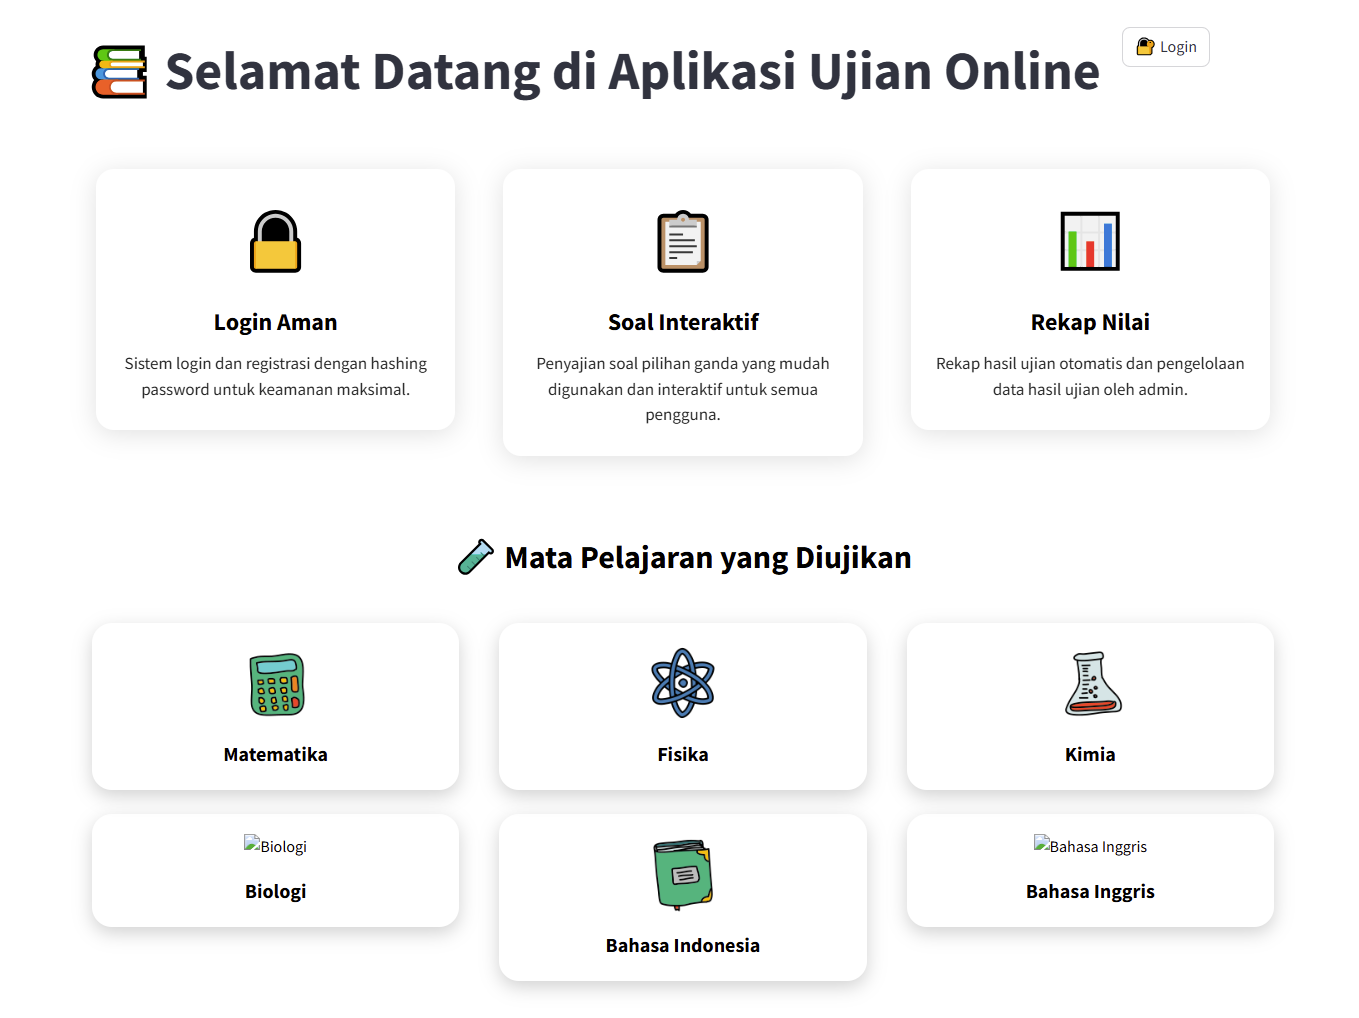 Selamat Datang di Aplikasi Ujian Online
Login
Login Aman
Sistem login dan registrasi dengan hashing
password untuk keamanan maksimal.
Soal Interaktif
Penyajian soal pilihan ganda yang mudah
digunakan dan interaktif untuk semua
pengguna.
Rekap Nilai
Rekap hasil ujian otomatis dan pengelolaan
data hasil ujian oleh admin.
Mata Pelajaran yang Diujikan
Matematika
Fisika
Kimia
Biologi
Biologi
Bahasa Indonesia
Bahasa Inggris
Bahasa Inggris